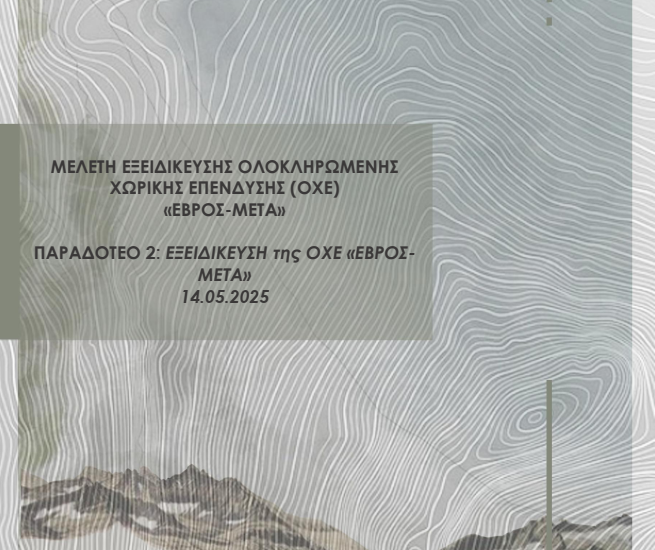 ΜΕΛΕΤΗ ΕΞΕΙΔΙΚΕΥΣΗΣ ΟΛΟΚΛΗΡΩΜΕΝΗΣ
ΧΩΡΙΚΗΣ ΕΠΕΝΔΥΣΗΣ (ΟΧΕ)
«ΕΒΡΟΣ-ΜΕΤΑ»
ΠΑΡΑΔΟΤΕΟ 2: ΕΞΕΙΔΙΚΕΥΣΗ της ΟΧΕ «ΕΒΡΟΣ-
ΜΕΤΑ»
14.05.2025